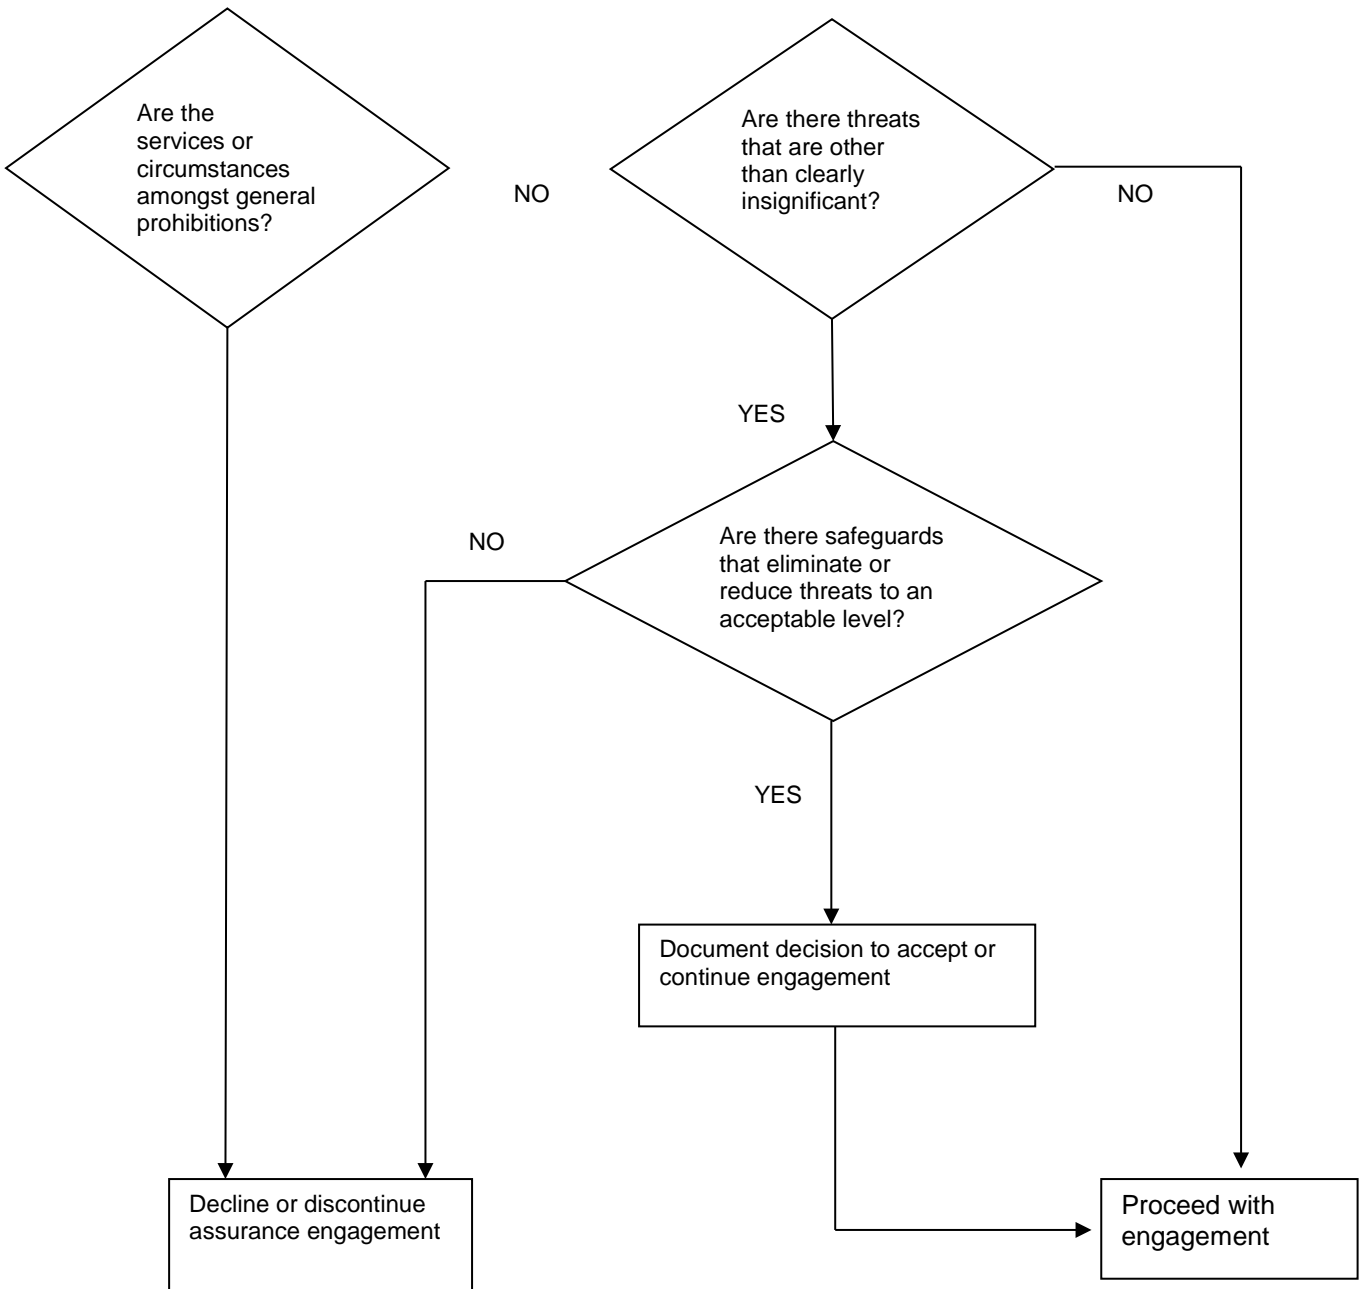 Are the
services or
circumstances
amongst general
prohibitions?
NO
Are there threats
that are other
than clearly
insignificant?
NO
YES
NO
Are there safeguards
that eliminate or
reduce threats to an
acceptable level?
YES
Document decision to accept or
continue engagement
Decline or discontinue
assurance engagement
Proceed with
engagement